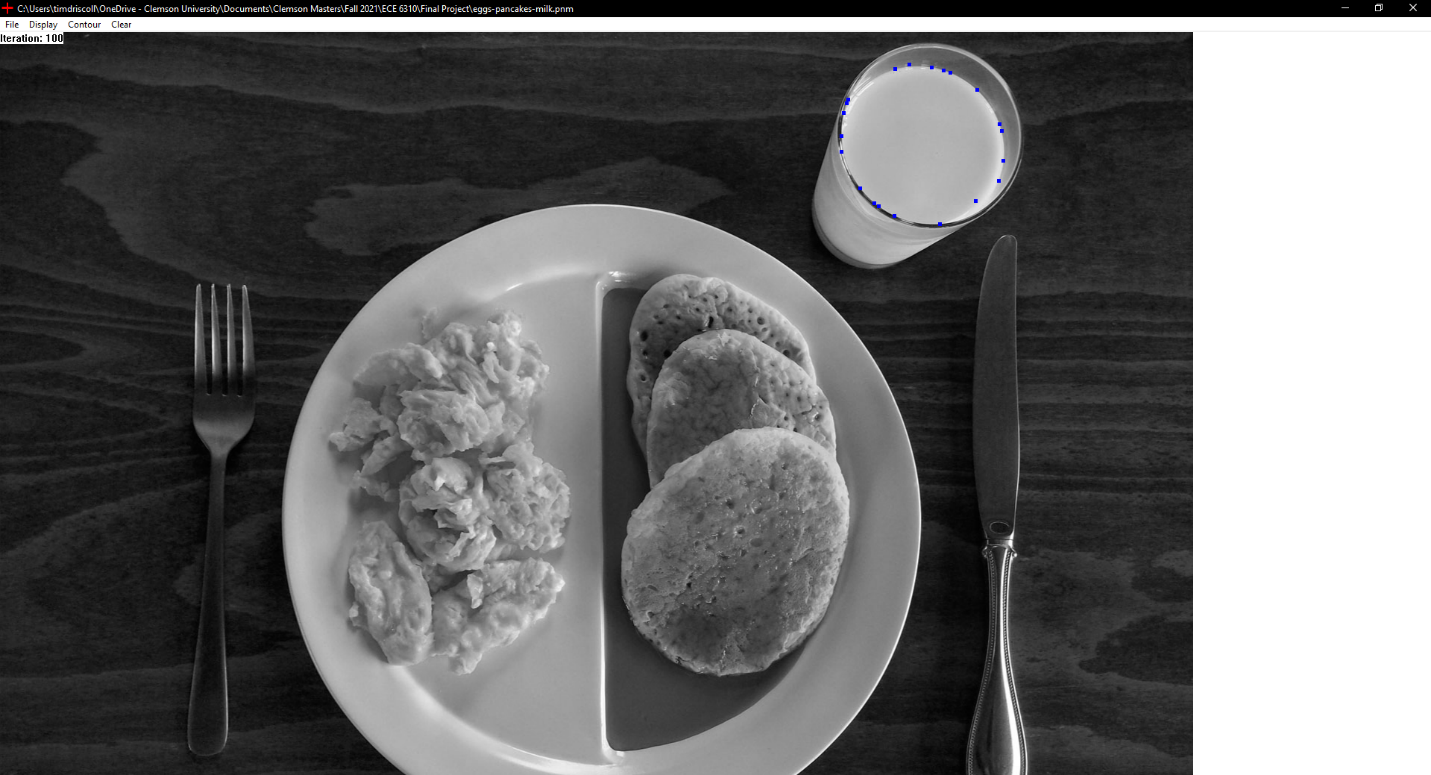 C:\Users\timdriscoll\OneDrive - Clemson University\Documents\Clemson Masters\Fall 2021\ECE 6310\Final Project\eggs-pancakes-milk.pnm
File Display Contour Clear
Iteration: 100